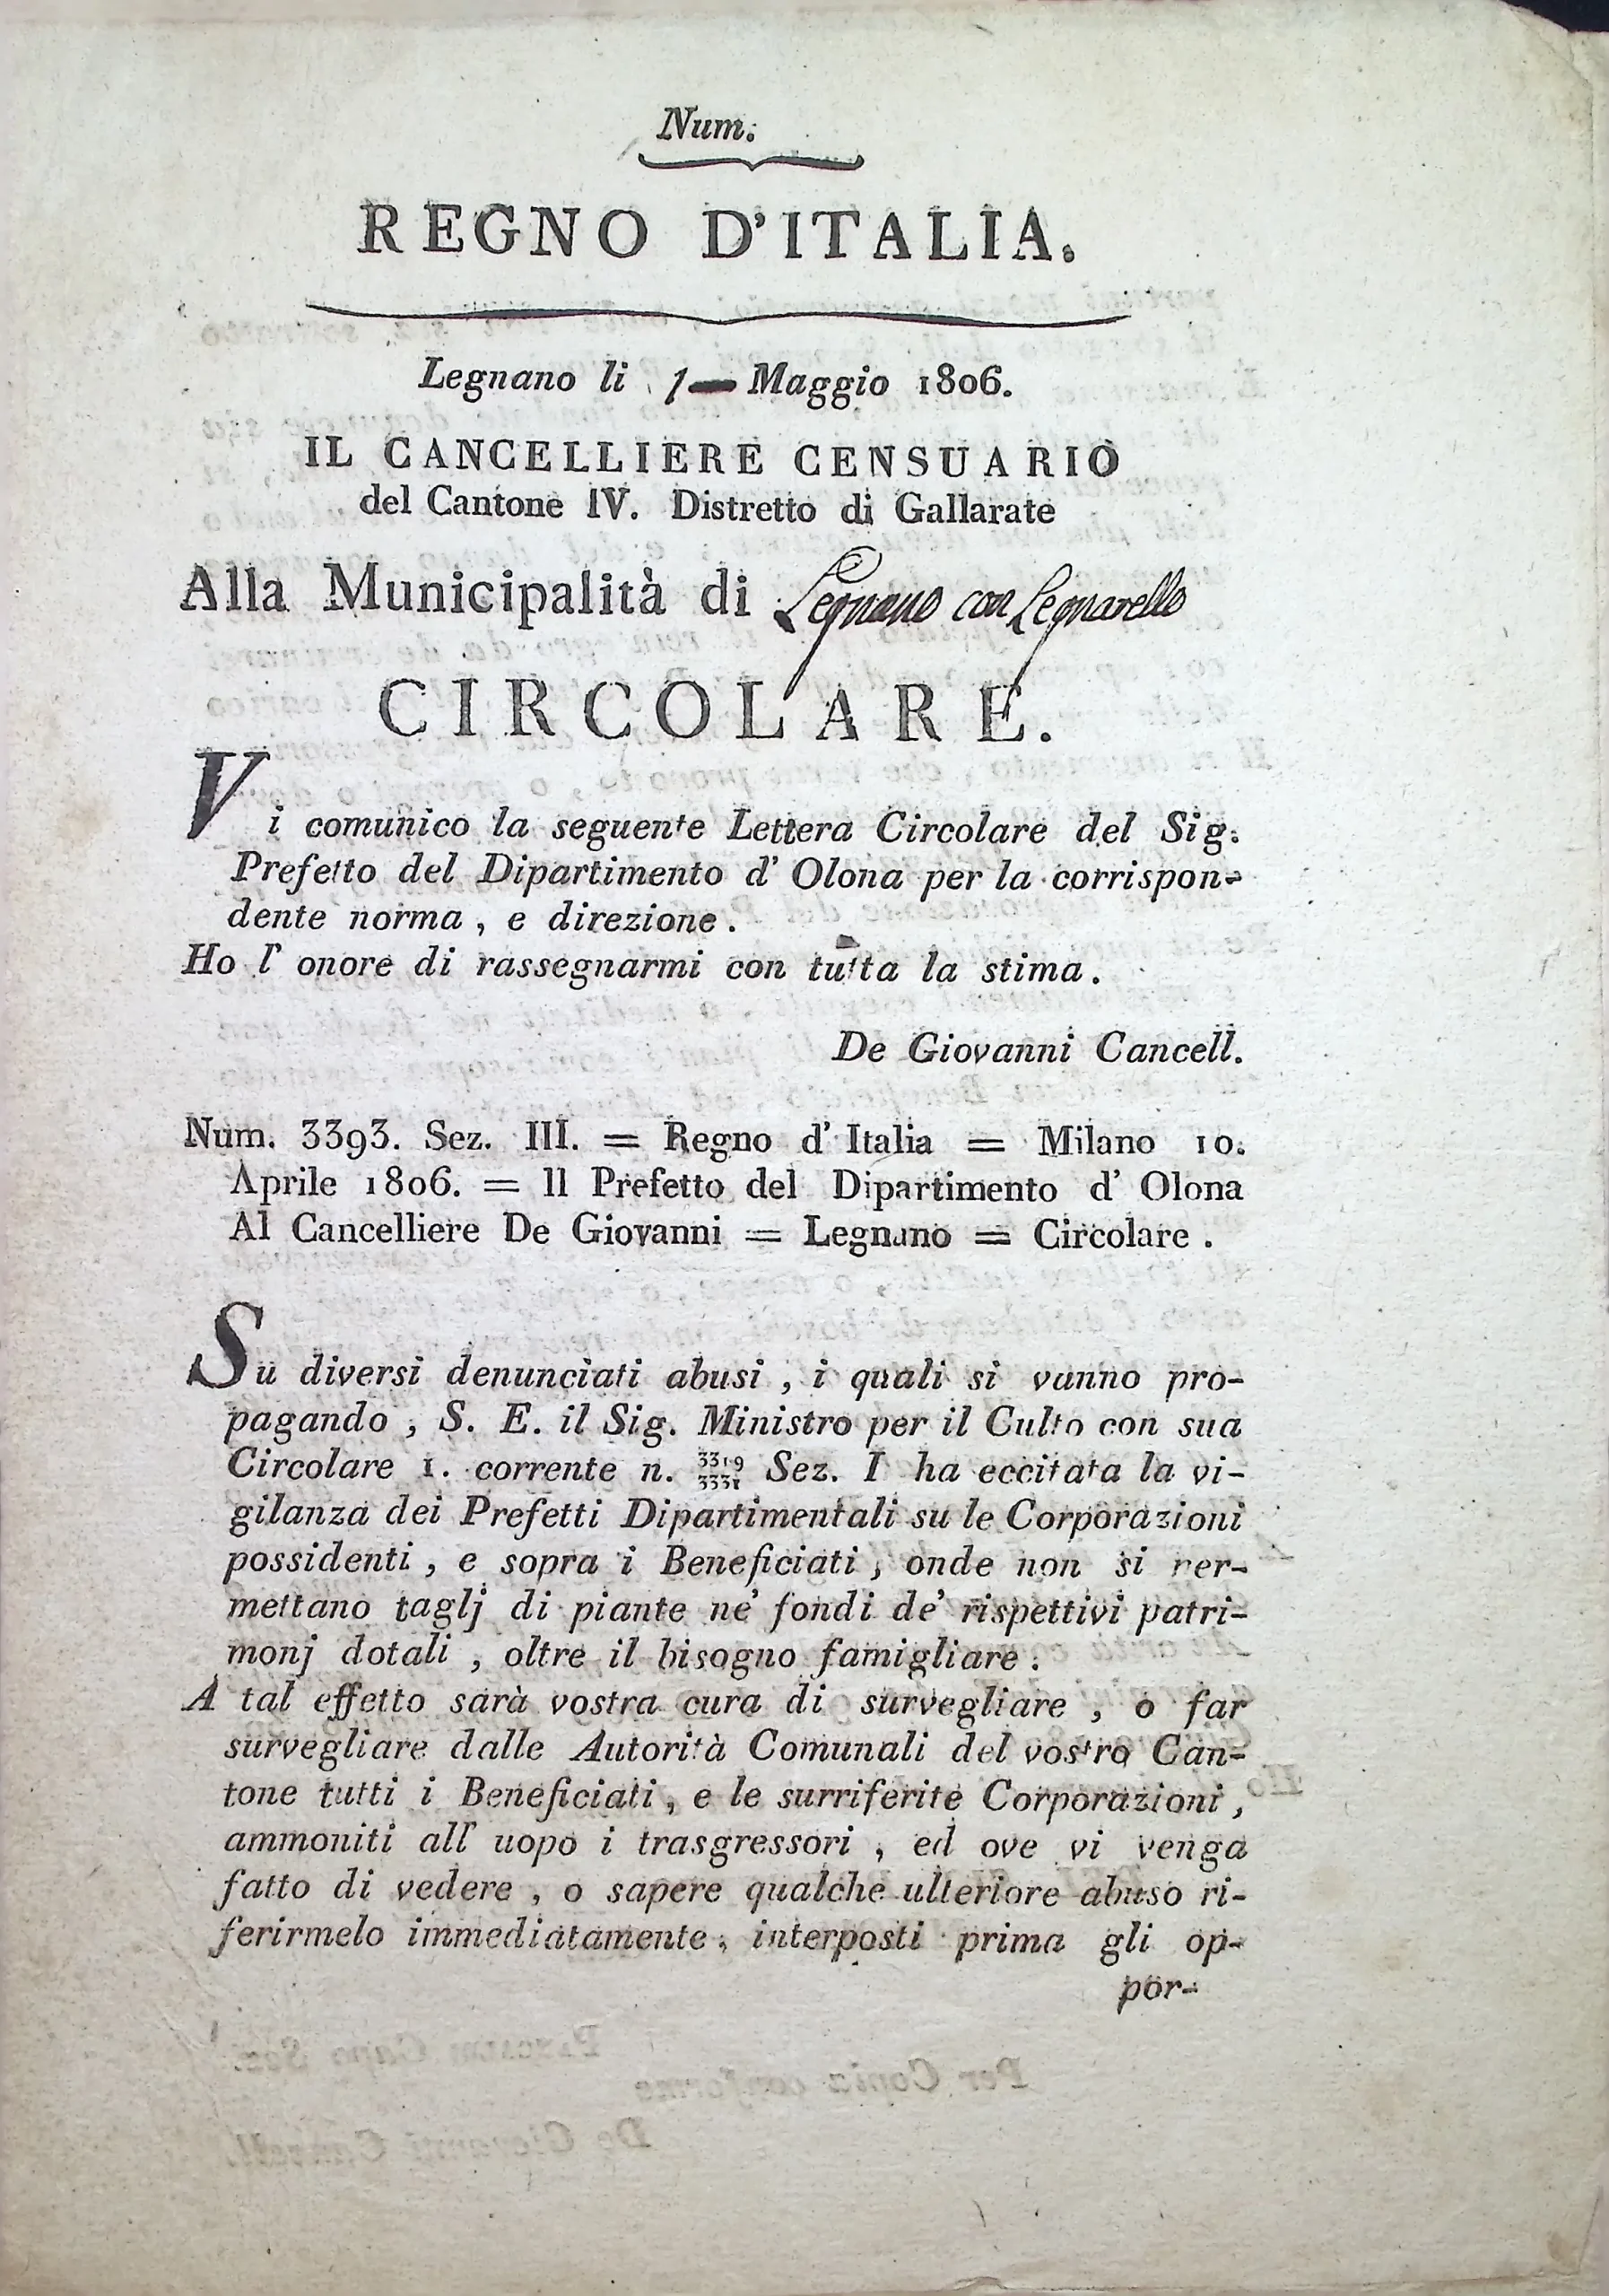 Num.
REGNO D'ITALIA.
Legnano li 1 Maggio 1806.
IL CANCELLIERE CENSUARIO
del Cantone IV. Distretto di Gallarate
Alla Municipalità di Legnano con Legnarello
CIRCOLARE.
Vi comunico la seguente Lettera Circolare del Sig.
Prefetto del Dipartimento d' Olona per la corrispon-
dente norma, e direzione.
Ho l' onore di rassegnarmi con tutta la stima.
De Giovanni Cancell.
Num. 3393. Sez. III. = Regno d' Italia = Milano 10.
Aprile 1806. = Il Prefetto del Dipartimento d' Olona
Al Cancelliere De Giovanni = Legnano = Circolare.
Su diversi denunciati abusi, i quali si vanno pro-
pagando, S. E. il Sig. Ministro per il Culto con sua
Circolare 1. corrente n. Sez. I ha eccitata la vi-
gilanza dei Prefetti Dipartimentali su le Corporazioni
possidenti, e sopra i Beneficiati, onde non si per-
mettano taglj di piante ne' fondi de' rispettivi patri-
monj dotali, oltre il bisogno famigliare.
A tal effetto sarà vostra cura di survegliare, o far
survegliare dalle Autorità Comunali del vostro Can-
tone tutti i Beneficiati, e le surriferite Corporazioni,
ammoniti all' uopo i trasgressori, ed ove vi venga
fatto di vedere, o sapere qualche ulteriore abuso ri-
ferirmelo immediatamente, interposti prima gli op-
por-